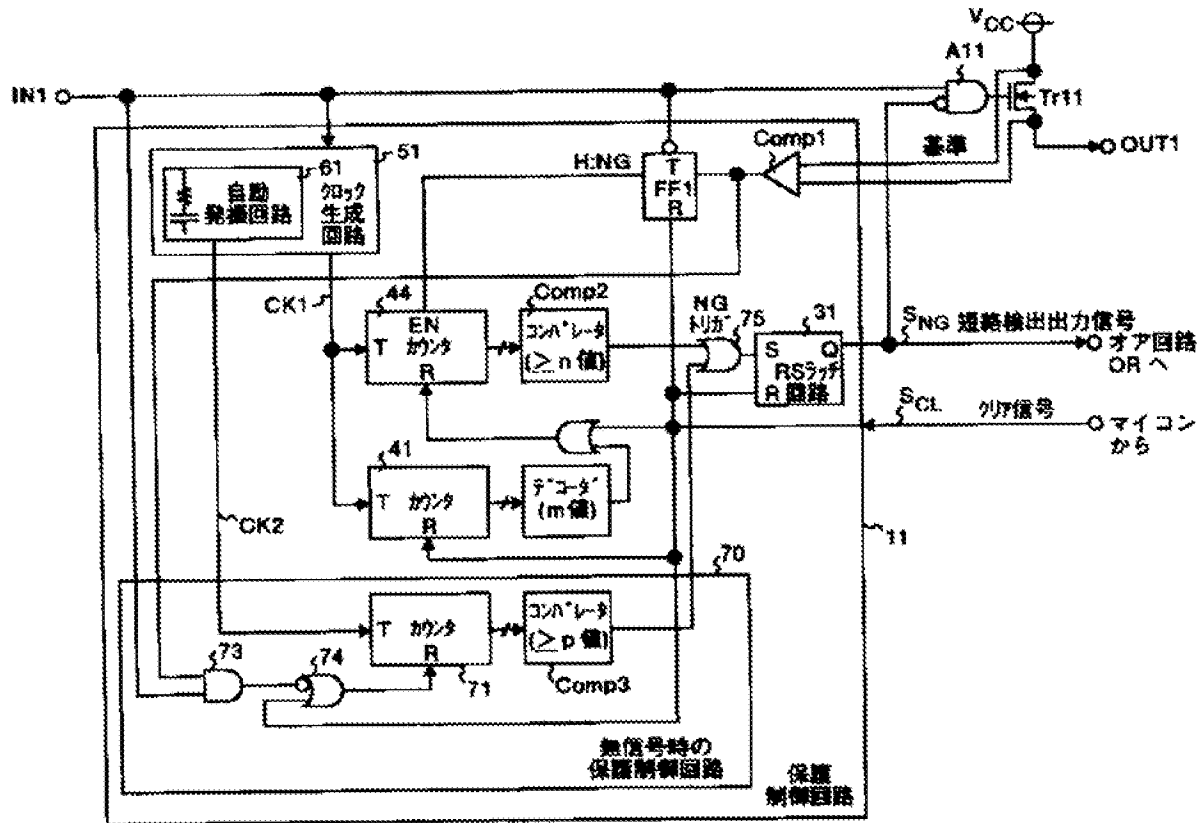 VCC
A11
IN1
Tr11
Comp1
基準
OUT1
51
H:NG
T
FF1
R
61
自励
発振回路
クロック
生成
回路
CK1
44
EN
T カウンタ
R
Comp2
コンパレータ
(≧n値)
NG
トリガ
75
31
S Q
RSラッチ
R 回路
SNG 短絡検出出力信号
オア回路
ORへ
SCL クリア信号
マイコン
から
41
T カウンタ
R
デコーダ
(m値)
CK2
11
70
T カウンタ
R
71
コンパレータ
(≧p値)
Comp3
73
74
無信号時の
保護制御回路
保護
制御回路